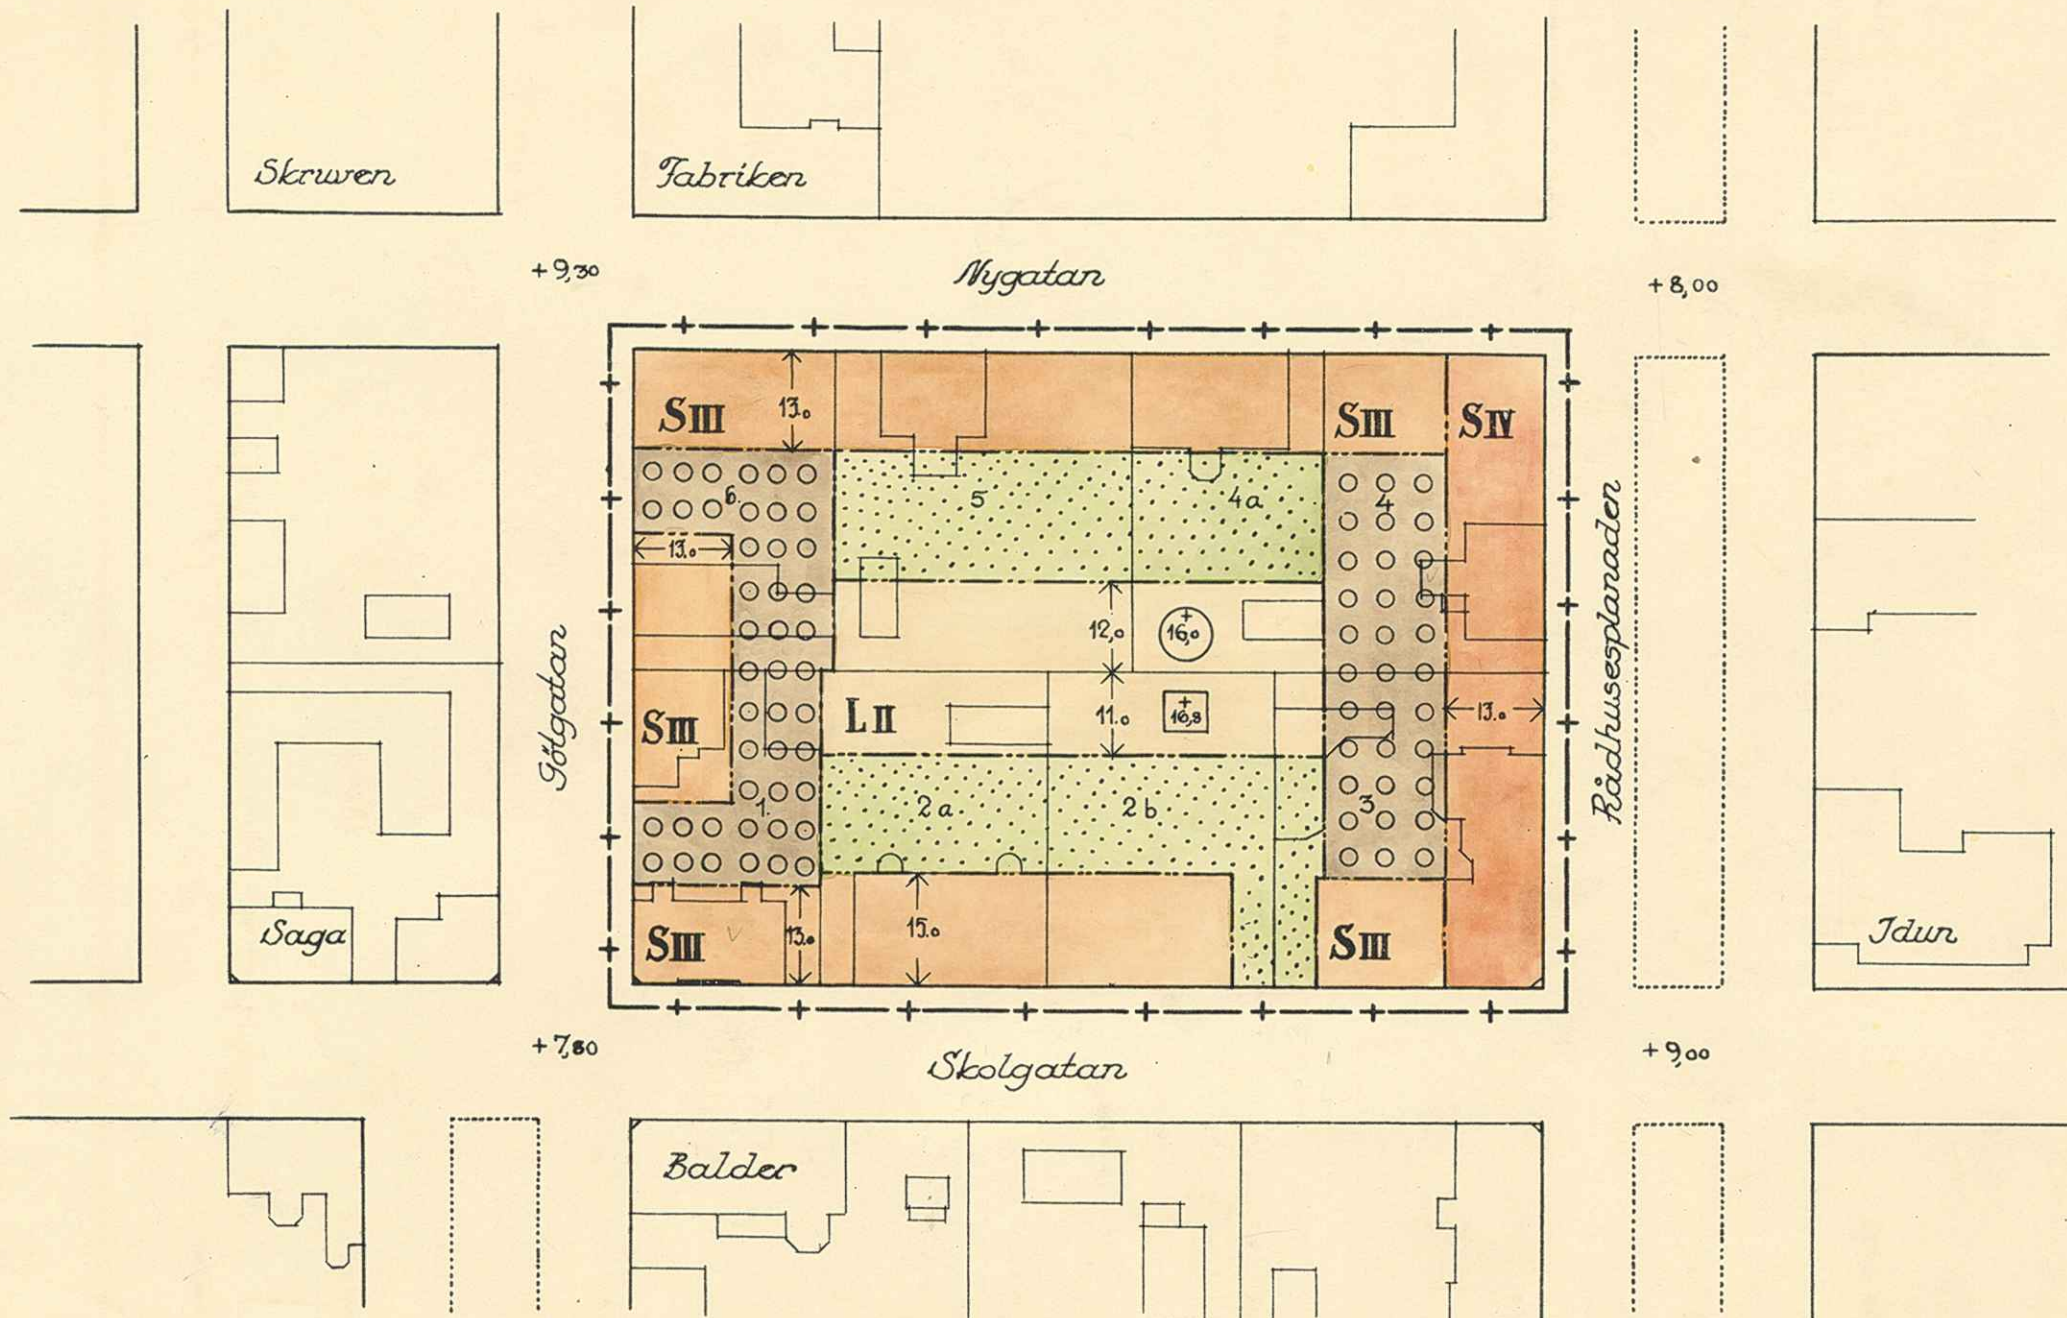 Skruven
Fabriken
+9,30
Nygatan
+8,00
SIII
13.0
SIII
SIV
6.
5
4a
4
13.0
12,0
+
16,0
Götgatan
Rådhusesplanaden
SIII
LII
11.0
+
16,8
13.0
1.
2a
2b
3
Saga
SIII
13.0
15.0
SIII
Idun
+7,80
Skolgatan
+9,00
Balder